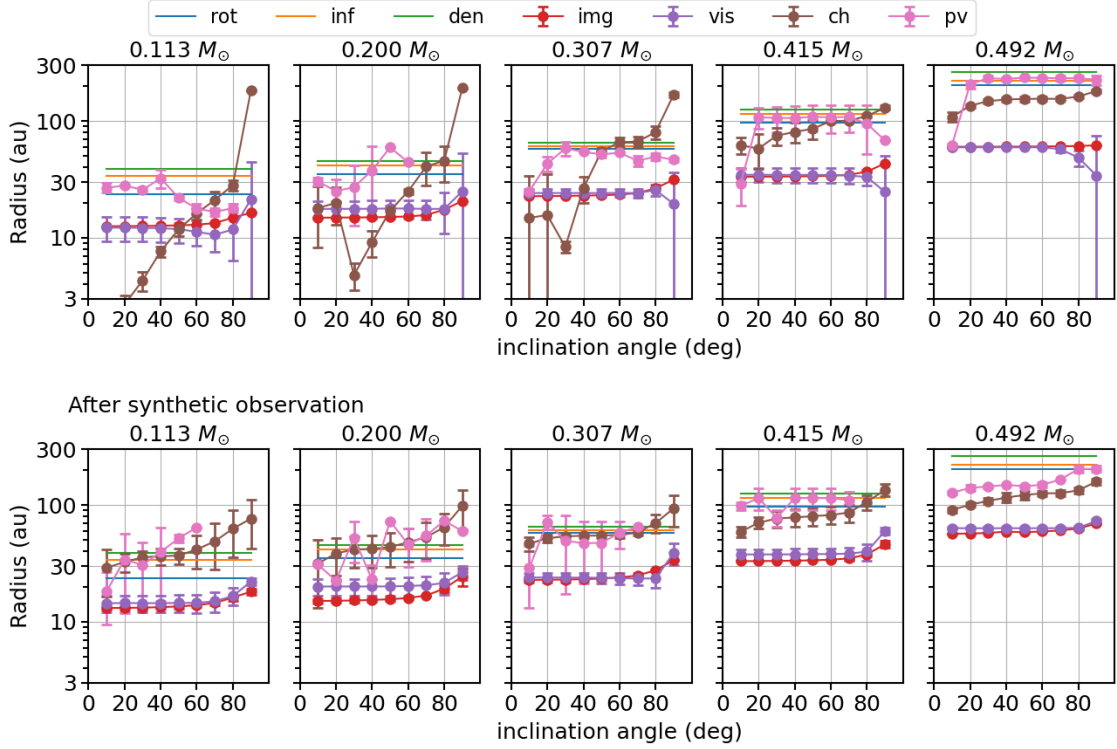 rot inf den img vis ch pv
0.113 M⊙ 0.200 M⊙ 0.307 M⊙ 0.415 M⊙ 0.492 M⊙
300
100
30
10
3
Radius (au)
0 20 40 60 80 0 20 40 60 80 0 20 40 60 80 0 20 40 60 80 0 20 40 60 80
inclination angle (deg)
After synthetic observation
0.113 M⊙ 0.200 M⊙ 0.307 M⊙ 0.415 M⊙ 0.492 M⊙
300
100
30
10
3
Radius (au)
0 20 40 60 80 0 20 40 60 80 0 20 40 60 80 0 20 40 60 80 0 20 40 60 80
inclination angle (deg)